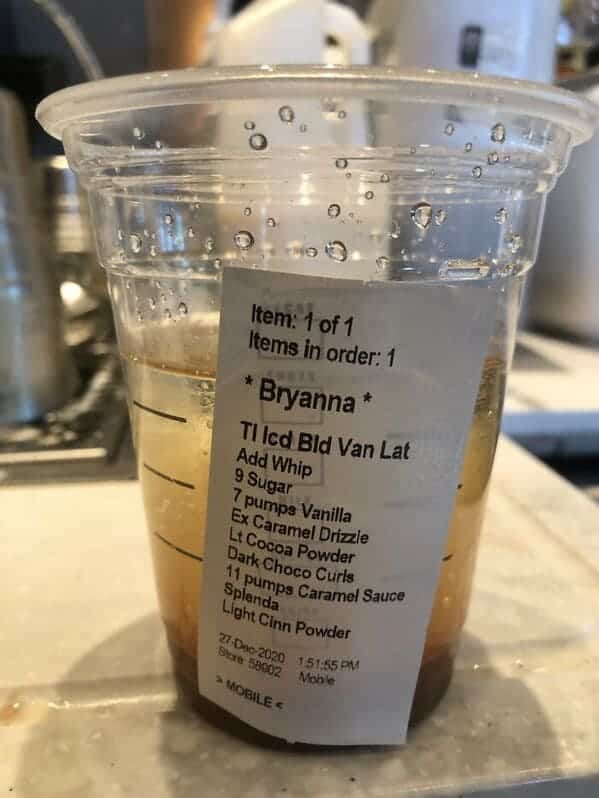 Item: 1 of 1
Items in order: 1
* Bryanna *
Tl Icd Bld Van Lat
Add Whip
9 Sugar
7 pumps Vanilla
Ex Caramel Drizzle
Lt Cocoa Powder
Dark Choco Curls
11 pumps Caramel Sauce
Splenda
Light Cinn Powder
27-Dec-2020 1:51:55 PM
Store 58902 Mobile
> MOBILE <